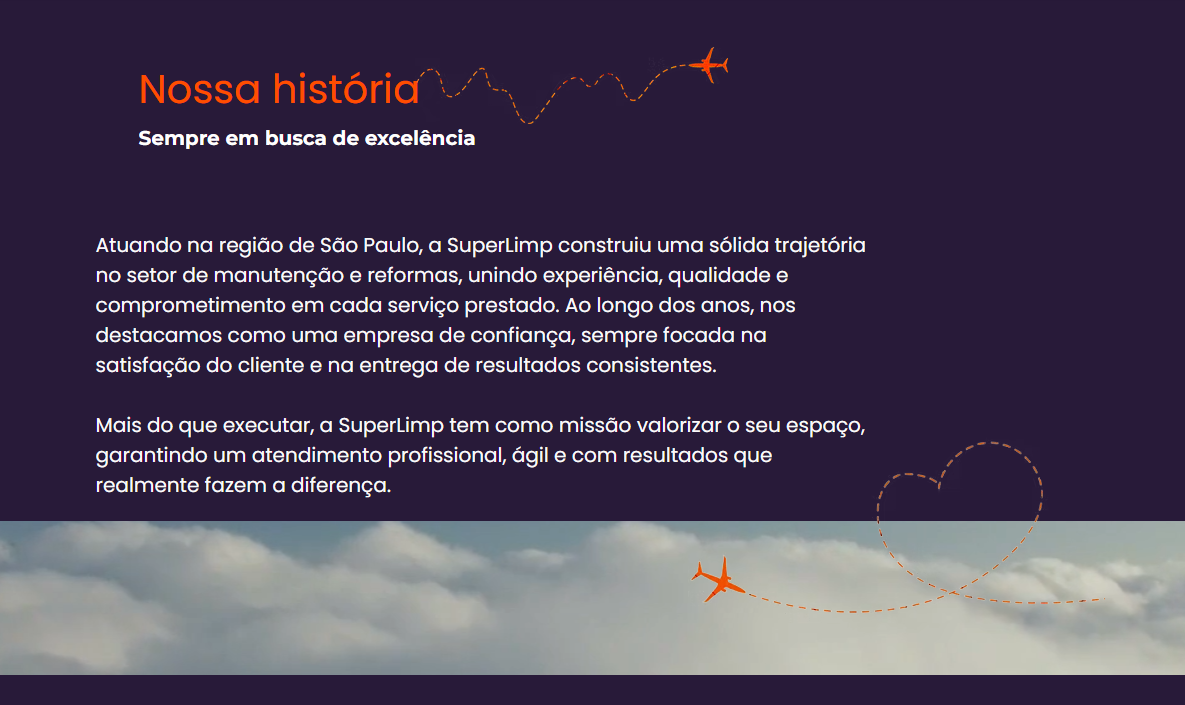 Nossa história
Sempre em busca de excelência
Atuando na região de São Paulo, a SuperLimp construiu uma sólida trajetória
no setor de manutenção e reformas, unindo experiência, qualidade e
comprometimento em cada serviço prestado. Ao longo dos anos, nos
destacamos como uma empresa de confiança, sempre focada na
satisfação do cliente e na entrega de resultados consistentes.
Mais do que executar, a SuperLimp tem como missão valorizar o seu espaço,
garantindo um atendimento profissional, ágil e com resultados que
realmente fazem a diferença.